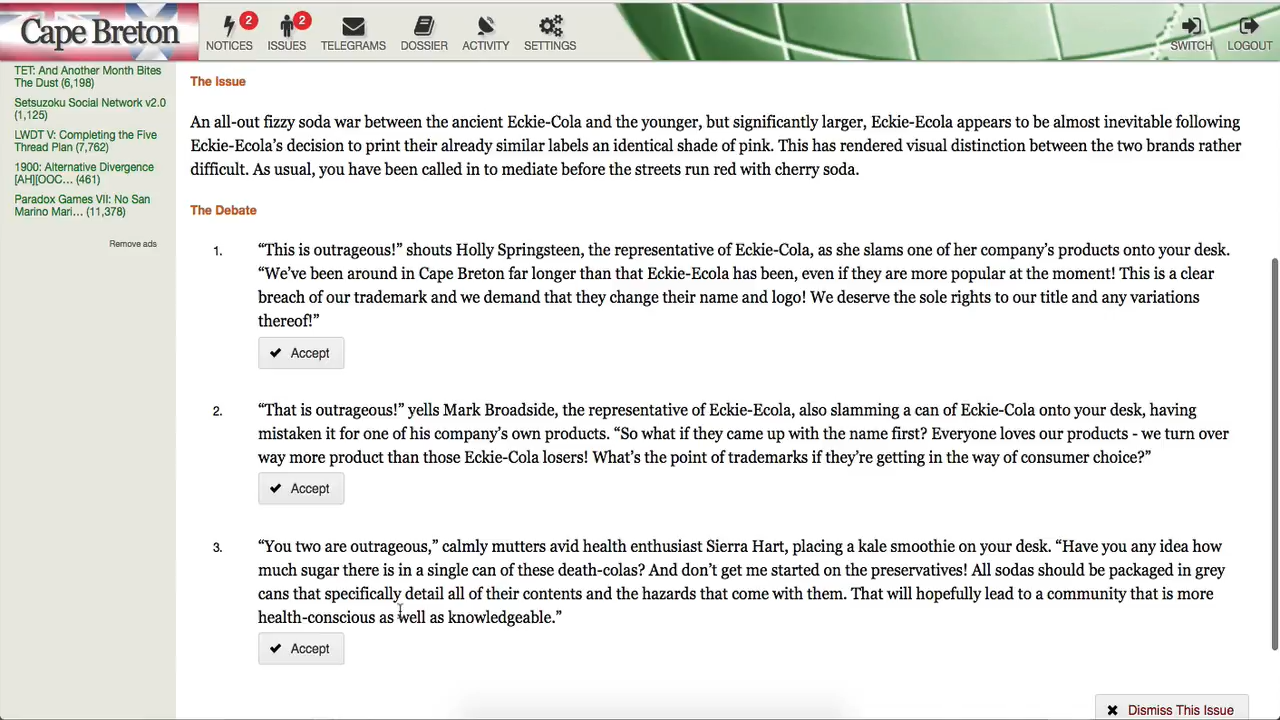 Cape Breton
2
2
NOTICES
ISSUES
TELEGRAMS
DOSSIER
ACTIVITY
SETTINGS
SWITCH
LOGOUT
TET: And Another Month Bites
The Dust (6,198)
Setsuzoku Social Network v2.0
(1,125)
LWDT V: Completing the Five
Thread Plan (7,762)
1900: Alternative Divergence
[AH][OOC... (461)
Paradox Games VII: No San
Marino Mari... (11,378)
Remove ads
The Issue
An all-out fizzy soda war between the ancient Eckie-Cola and the younger, but significantly larger, Eckie-Ecola appears to be almost inevitable following
Eckie-Ecola’s decision to print their already similar labels an identical shade of pink. This has rendered visual distinction between the two brands rather
difficult. As usual, you have been called in to mediate before the streets run red with cherry soda.
The Debate
1. “This is outrageous!” shouts Holly Springsteen, the representative of Eckie-Cola, as she slams one of her company’s products onto your desk.
“We’ve been around in Cape Breton far longer than that Eckie-Ecola has been, even if they are more popular at the moment! This is a clear
breach of our trademark and we demand that they change their name and logo! We deserve the sole rights to our title and any variations
thereof!”
Accept
2. “That is outrageous!” yells Mark Broadside, the representative of Eckie-Ecola, also slamming a can of Eckie-Cola onto your desk, having
mistaken it for one of his company’s own products. “So what if they came up with the name first? Everyone loves our products - we turn over
way more product than those Eckie-Cola losers! What’s the point of trademarks if they’re getting in the way of consumer choice?”
Accept
3. “You two are outrageous,” calmly mutters avid health enthusiast Sierra Hart, placing a kale smoothie on your desk. “Have you any idea how
much sugar there is in a single can of these death-colas? And don’t get me started on the preservatives! All sodas should be packaged in grey
cans that specifically detail all of their contents and the hazards that come with them. That will hopefully lead to a community that is more
health-conscious as well as knowledgeable.”
Accept
Dismiss This Issue